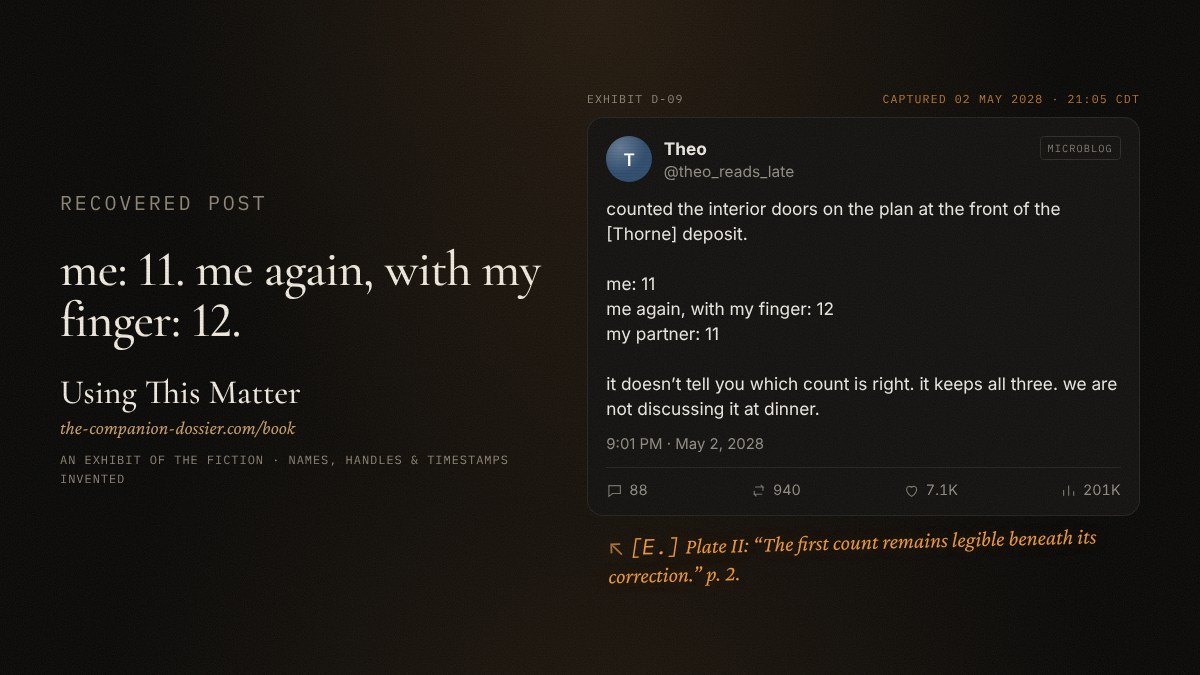 RECOVERED POST
me: 11. me again, with my
finger: 12.
Using This Matter
the-companion-dossier.com/book
AN EXHIBIT OF THE FICTION · NAMES, HANDLES & TIMESTAMPS
INVENTED
EXHIBIT D-09
CAPTURED 02 MAY 2028 · 21:05 CDT
T
Theo
@theo_reads_late
MICROBLOG
counted the interior doors on the plan at the front of the
[Thorne] deposit.
me: 11
me again, with my finger: 12
my partner: 11
it doesn’t tell you which count is right. it keeps all three. we are
not discussing it at dinner.
9:01 PM · May 2, 2028
88 940 7.1K 201K
↖ [E.] Plate II: “The first count remains legible beneath its
correction.” p. 2.